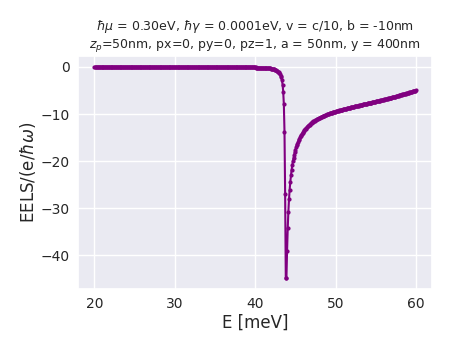 ℏμ = 0.30eV, ℏγ = 0.0001eV, v = c/10, b = -10nm
z_p=50nm, px=0, py=0, pz=1, a = 50nm, y = 400nm
0
−10
−20
−30
−40
EELS/(e/ℏω)
20
30
40
50
60
E [meV]